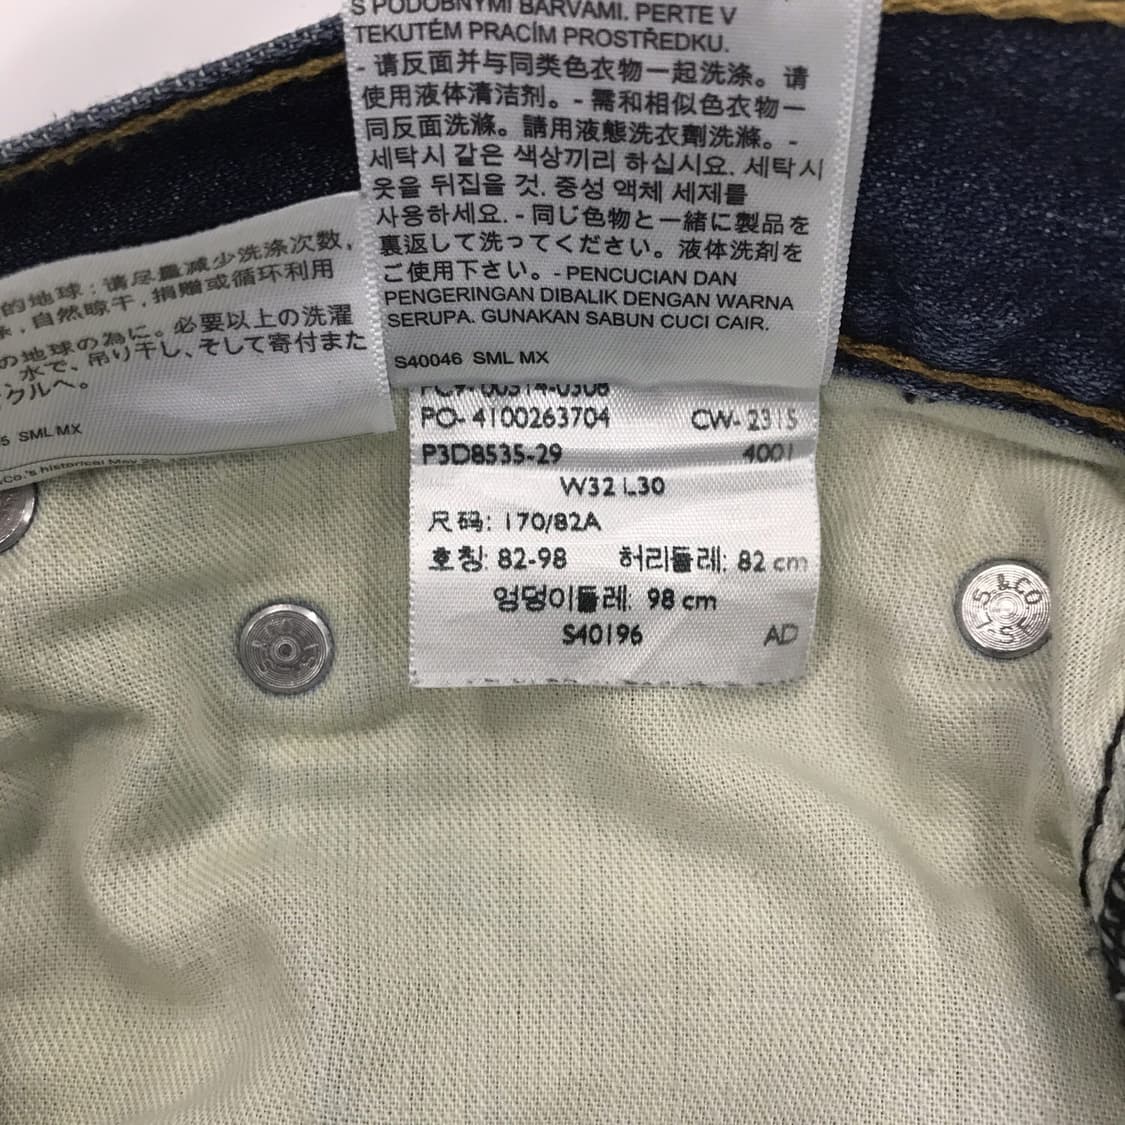 S PODOBNÝMI BARVAMI. PERTE V
TEKUTÉM PRACÍM PROSTŘEDKU.
- 请反面并与同类色衣物一起洗涤。请
使用液体清洁剂。- 需和相似色衣物一
同反面洗滌。請用液態洗衣劑洗滌。-
세탁시 같은 색상끼리 하십시요. 세탁시
옷을 뒤집을 것. 중성 액체 세제를
사용하세요. - 同じ色物と一緒に製品を
裏返して洗ってください。液体洗剤を
ご使用下さい。- PENCUCIAN DAN
PENGERINGAN DIBALIK DENGAN WARNA
SERUPA. GUNAKAN SABUN CUCI CAIR.
S40046 SML MX
的地球：请尽量减少洗涤次数，
，自然晾干，捐赠或循环利用
の地球の為に。必要以上の洗濯
水で、吊り干し、そして寄付また
クルへ。
5 SML MX
&Co.'s historical May 20
PO- 4100263704 CW- 2315
P3D8535-29 4001
W32 L30
尺码: 170/82A
호칭: 82-98 허리둘레: 82 cm
엉덩이둘레: 98 cm
S40196 AD
L.S. &CO